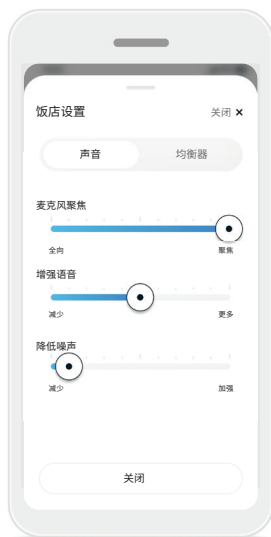 饭店设置
关闭 ×
声音 均衡器
麦克风聚焦
全向 聚焦
增强语音
减少 更多
降低噪声
减少 加强
关闭